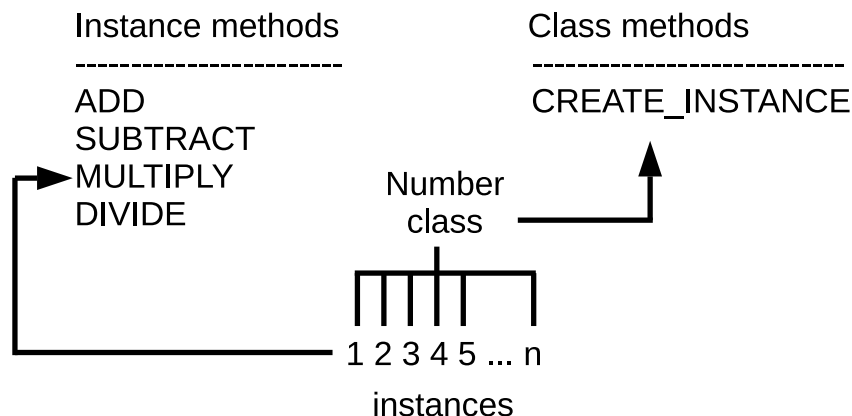 Instance methods
--------------------------
ADD
SUBTRACT
MULTIPLY
DIVIDE
Class methods
------------------------------
CREATE_INSTANCE
Number
class
1 2 3 4 5 ... n
instances